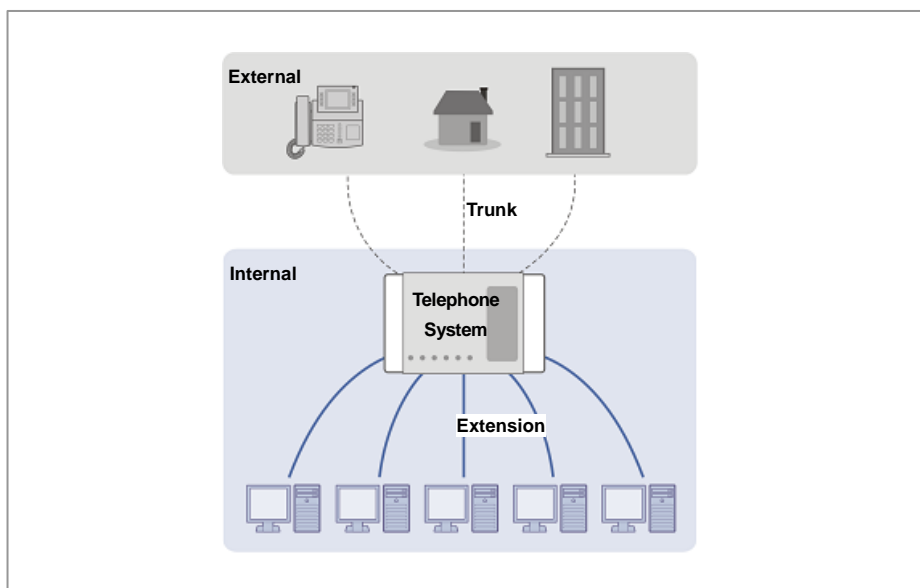 External
Trunk
Internal
Telephone
System
Extension